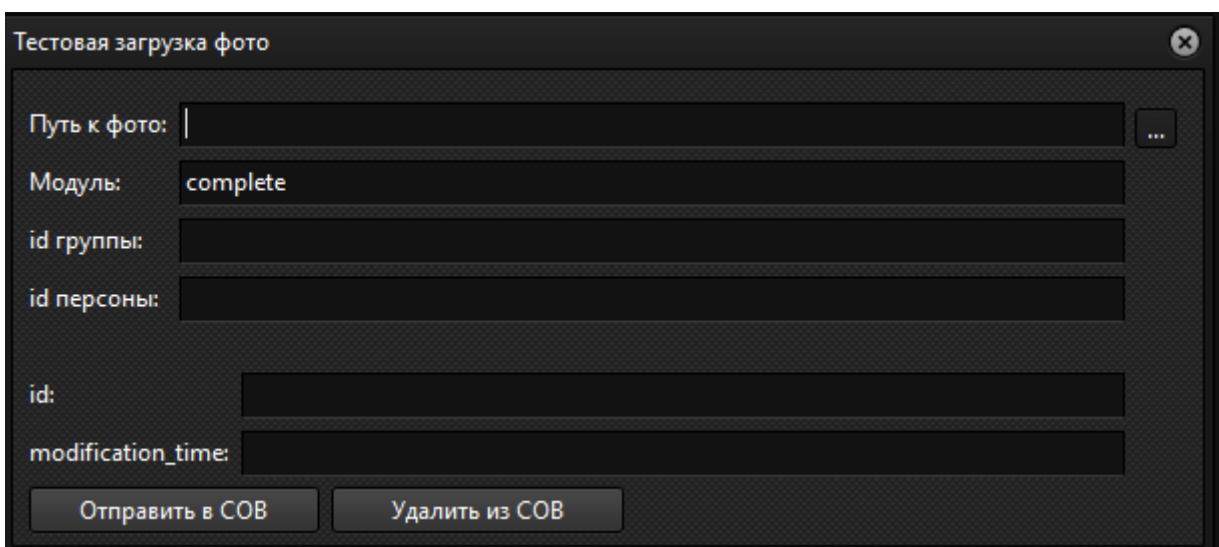 Тестовая загрузка фото
Путь к фото: ...
Модуль: complete
id группы:
id персоны:
id:
modification_time:
Отправить в СОВ Удалить из СОВ